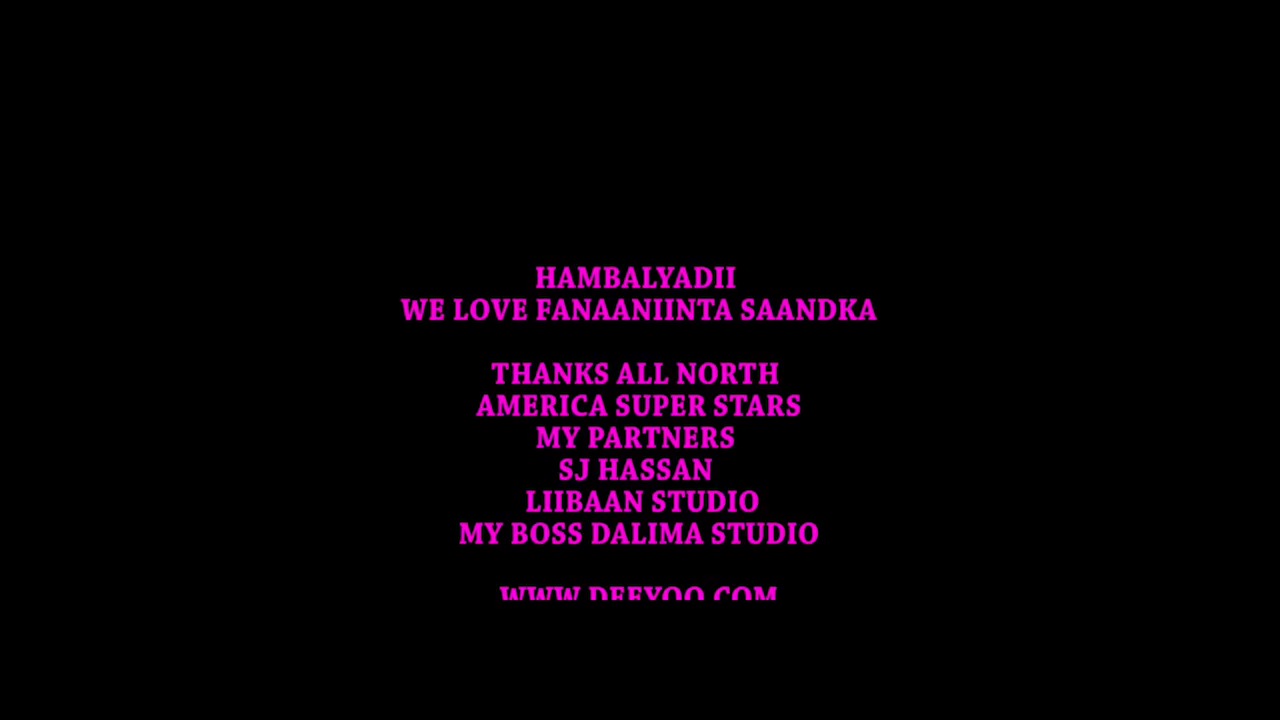 HAMBALYADII
WE LOVE FANAANIINTA SAANDKA
THANKS ALL NORTH
AMERICA SUPER STARS
MY PARTNERS
SJ HASSAN
LIIBAAN STUDIO
MY BOSS DALIMA STUDIO